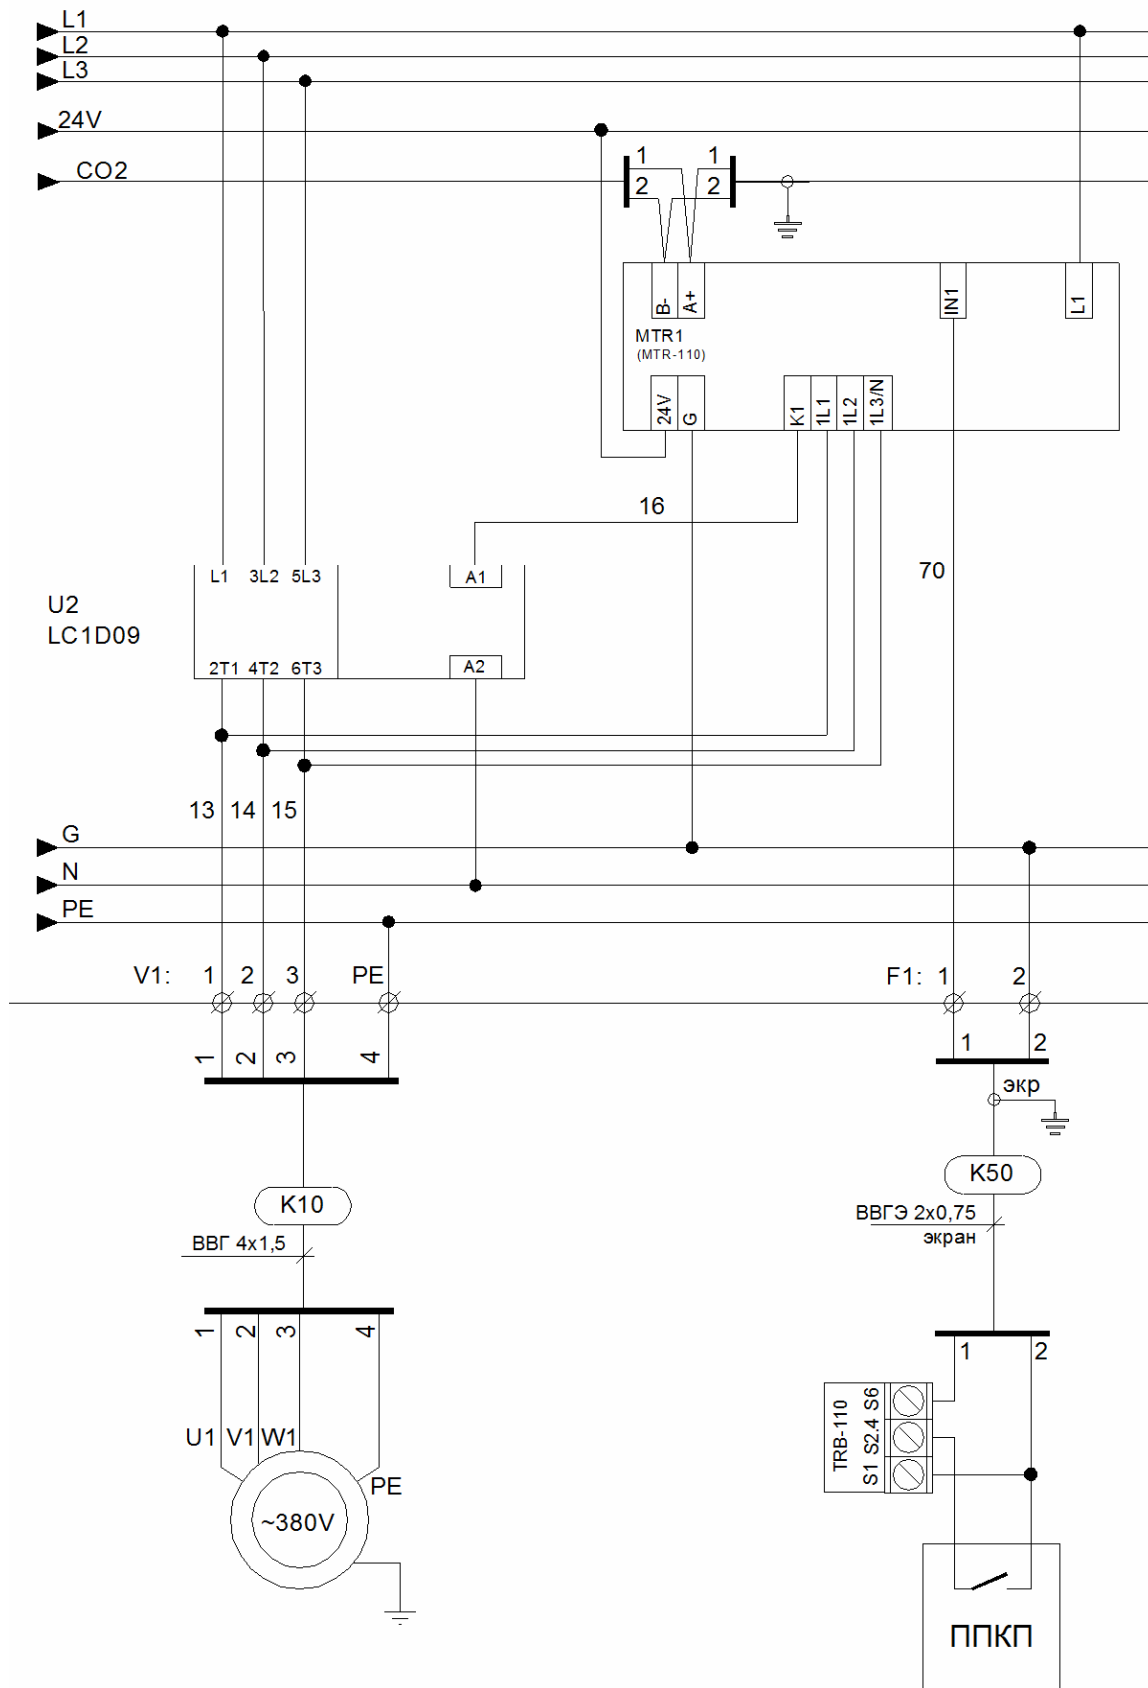 L1
L2
L3
24V
CO2
1 1
2 2
B- A+ IN1 L1
MTR1
(MTR-110)
24V G K1 1L1 1L2 1L3/N
16
70
L1 3L2 5L3 A1
U2
LC1D09
2T1 4T2 6T3 A2
13 14 15
G
N
PE
V1: 1 2 3 PE F1: 1 2
1 2 3 4 1 2
экр
K50
K10
ВВГЭ 2x0,75
экран
ВВГ 4x1,5
1 2 3 4
1 2
TRB-110 S1 S2.4 S6
U1 V1 W1
PE
~380V
ППКП